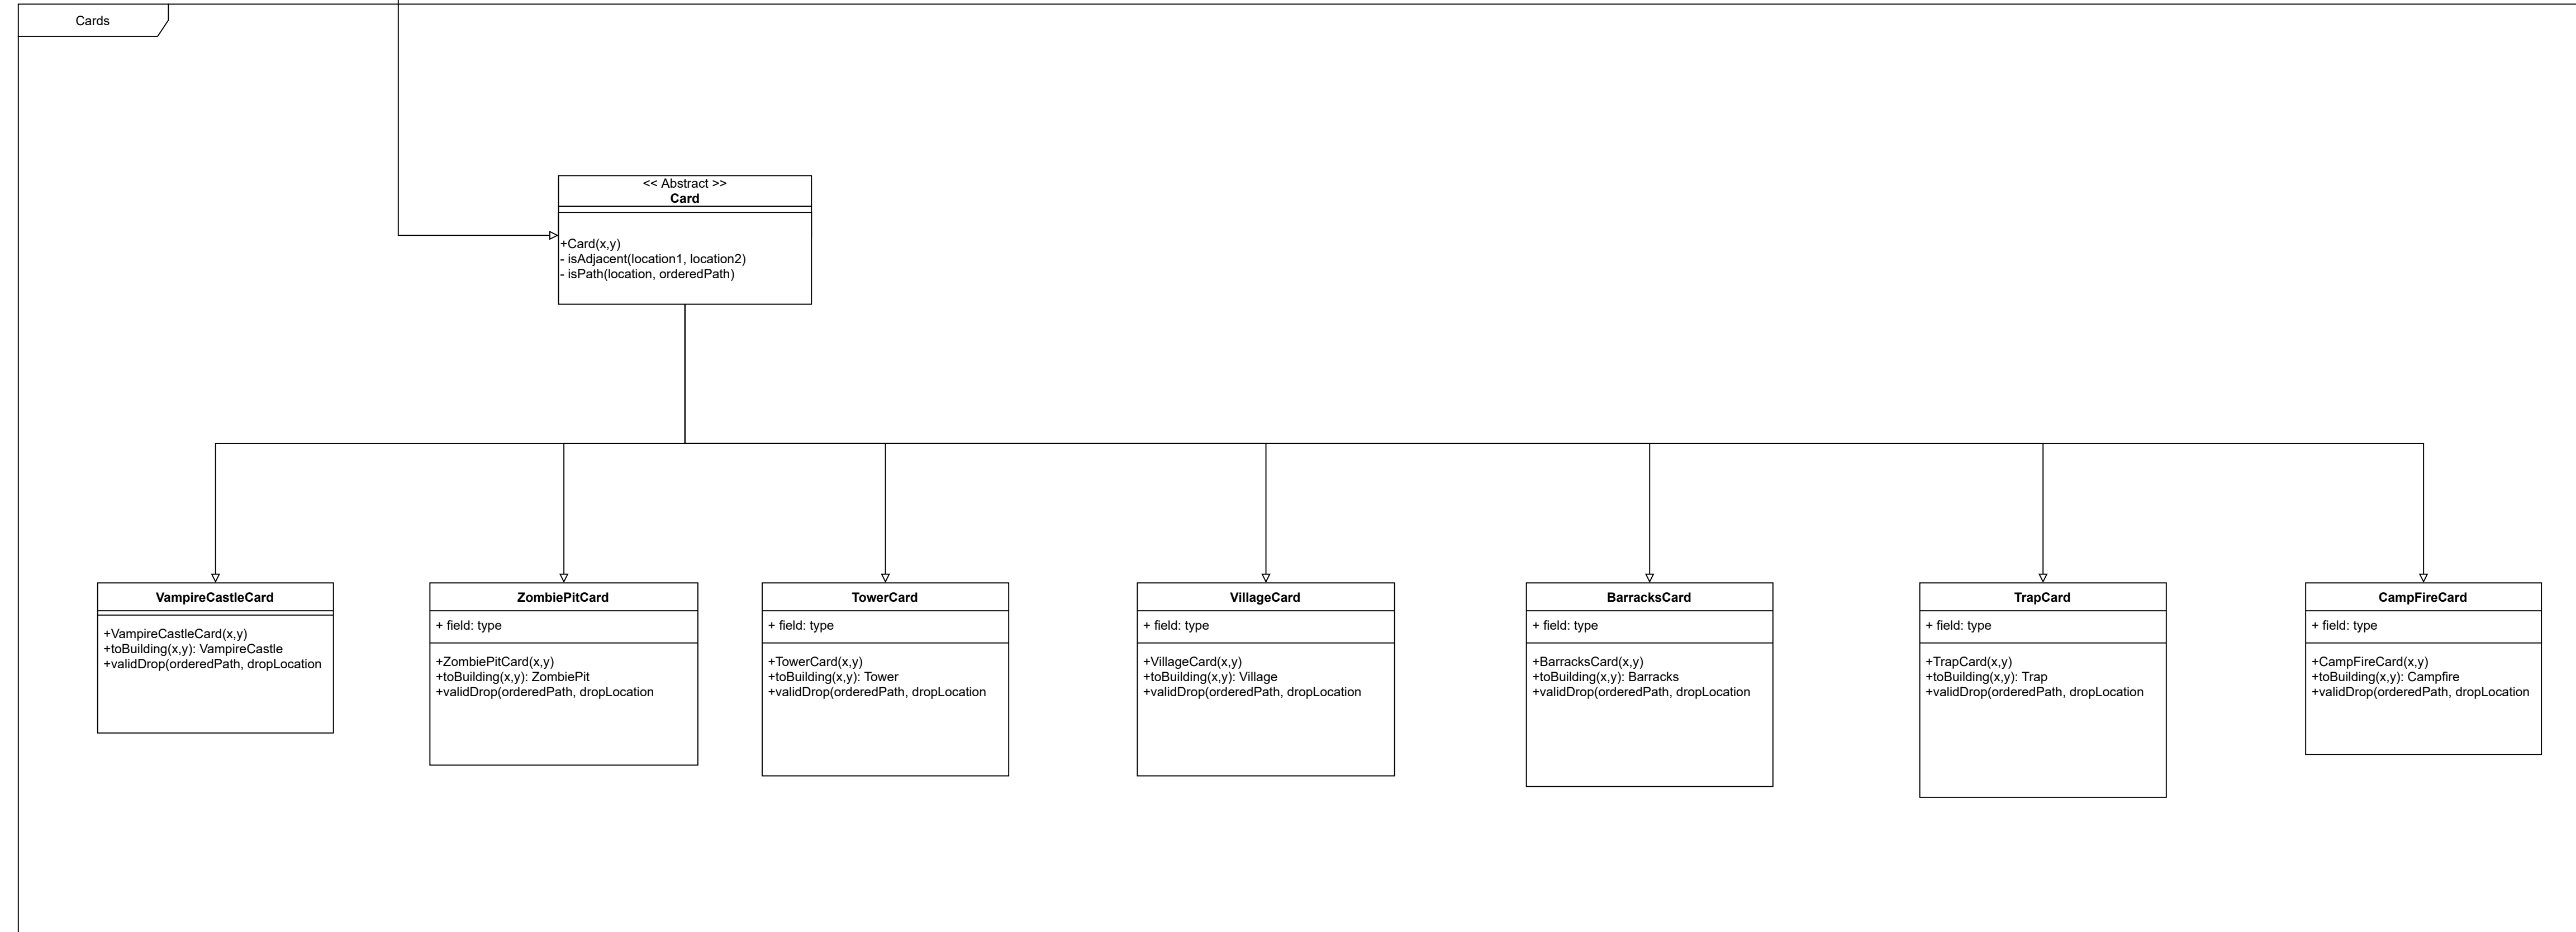 Cards
<< Abstract >>
Card
+Card(x,y)
- isAdjacent(location1, location2)
- isPath(location, orderedPath)
VampireCastleCard
+VampireCastleCard(x,y)
+toBuilding(x,y): VampireCastle
+validDrop(orderedPath, dropLocation
ZombiePitCard
+ field: type
+ZombiePitCard(x,y)
+toBuilding(x,y): ZombiePit
+validDrop(orderedPath, dropLocation
TowerCard
+ field: type
+TowerCard(x,y)
+toBuilding(x,y): Tower
+validDrop(orderedPath, dropLocation
VillageCard
+ field: type
+VillageCard(x,y)
+toBuilding(x,y): Village
+validDrop(orderedPath, dropLocation
BarracksCard
+ field: type
+BarracksCard(x,y)
+toBuilding(x,y): Barracks
+validDrop(orderedPath, dropLocation
TrapCard
+ field: type
+TrapCard(x,y)
+toBuilding(x,y): Trap
+validDrop(orderedPath, dropLocation
CampFireCard
+ field: type
+CampFireCard(x,y)
+toBuilding(x,y): Campfire
+validDrop(orderedPath, dropLocation